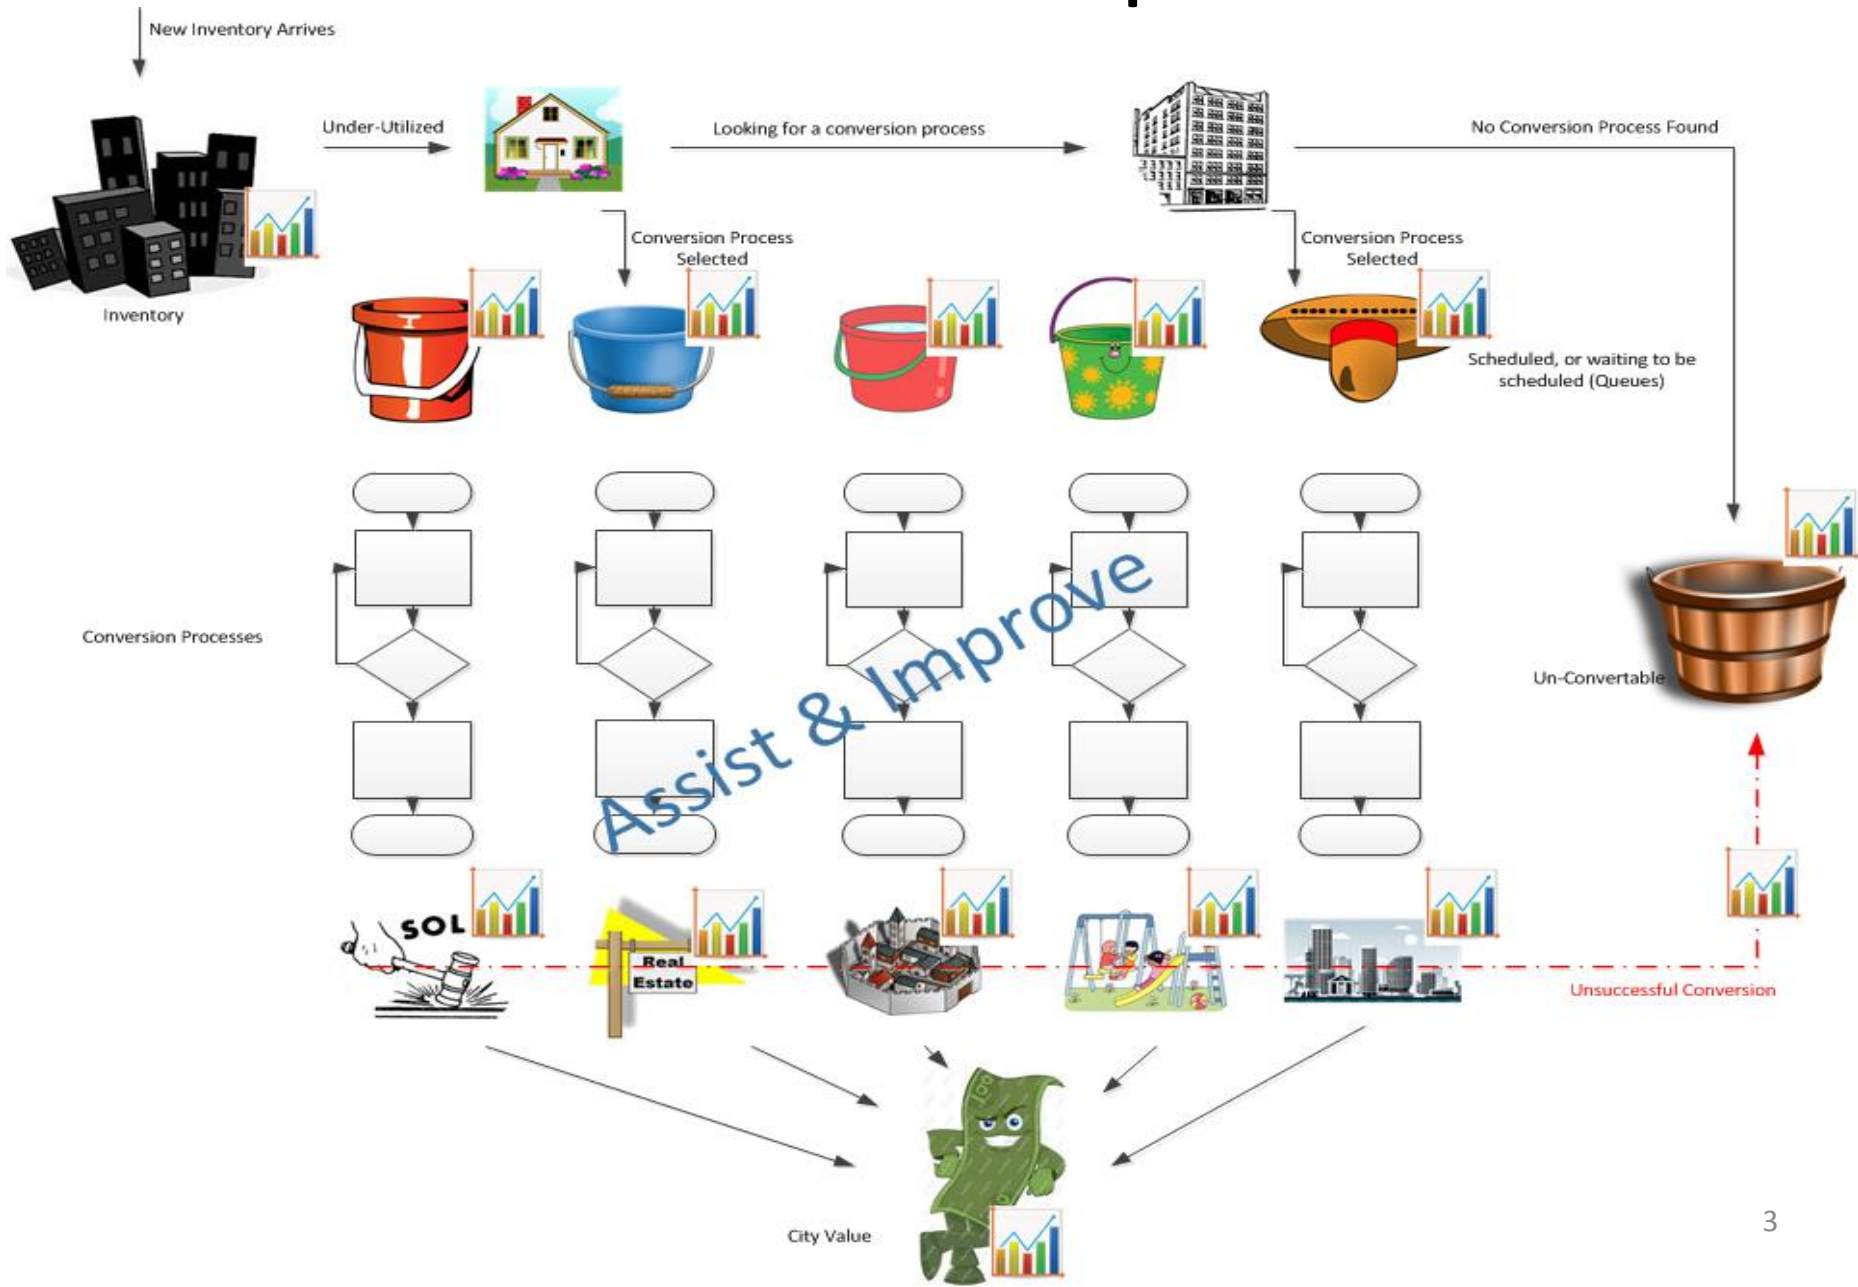 New Inventory Arrives
Under-Utilized
Looking for a conversion process
No Conversion Process Found
Conversion Process
Selected
Conversion Process
Selected
Inventory
Scheduled, or waiting to be
scheduled (Queues)
Conversion Processes
Assist & Improve
Un-Convertable
SOL
Real
Estate
Unsuccessful Conversion
100
City Value
3